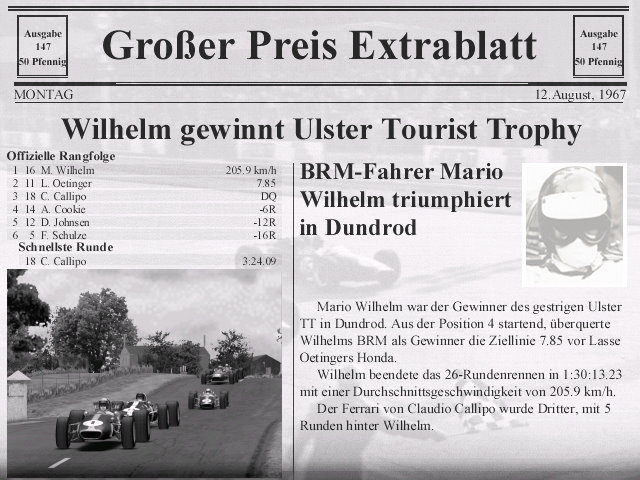 Ausgabe
147
50 Pfennig
Großer Preis Extrablatt
Ausgabe
147
50 Pfennig
MONTAG
12.August, 1967
Wilhelm gewinnt Ulster Tourist Trophy
Offizielle Rangfolge
1 16 M. Wilhelm 205.9 km/h
2 11 L. Oetinger 7.85
3 18 C. Callipo DQ
4 14 A. Cookie -6R
5 12 D. Johnsen -12R
6 5 F. Schulze -16R
Schnellste Runde
18 C. Callipo 3:24.09
BRM-Fahrer Mario
Wilhelm triumphiert
in Dundrod
Mario Wilhelm war der Gewinner des gestrigen Ulster
TT in Dundrod. Aus der Position 4 startend, überquerte
Wilhelms BRM als Gewinner die Ziellinie 7.85 vor Lasse
Oetingers Honda.
Wilhelm beendete das 26-Rundenrennen in 1:30:13.23
mit einer Durchschnittsgeschwindigkeit von 205.9 km/h.
Der Ferrari von Claudio Callipo wurde Dritter, mit 5
Runden hinter Wilhelm.